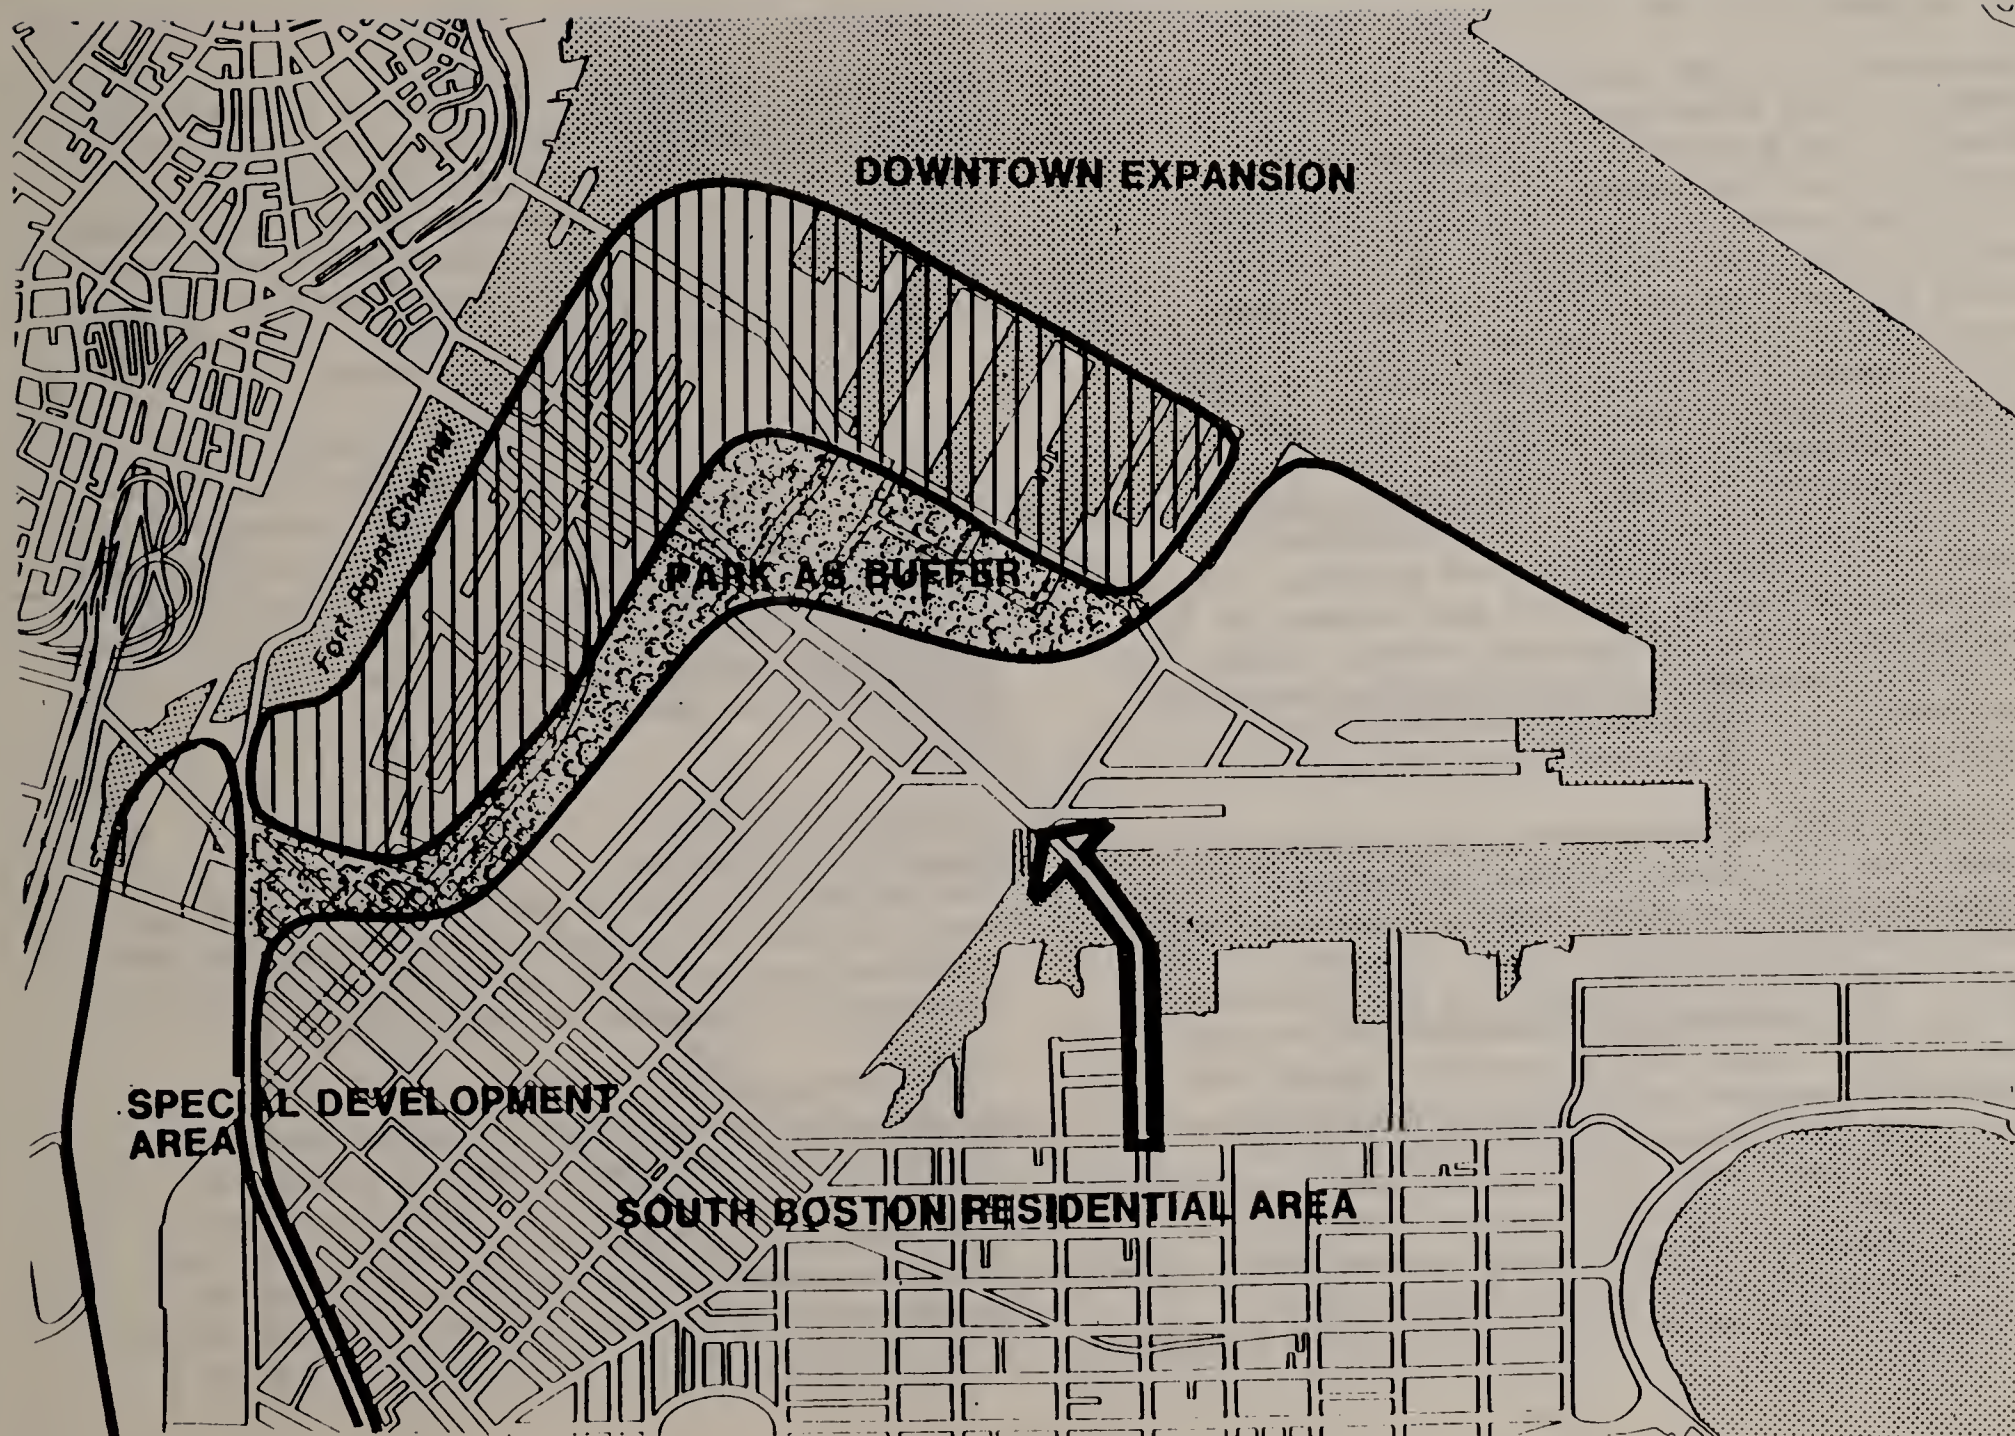 DOWNTOWN EXPANSION
Fort Point Channel
PARK AS BUFFER
SPECIAL DEVELOPMENT
AREA
SOUTH BOSTON RESIDENTIAL AREA